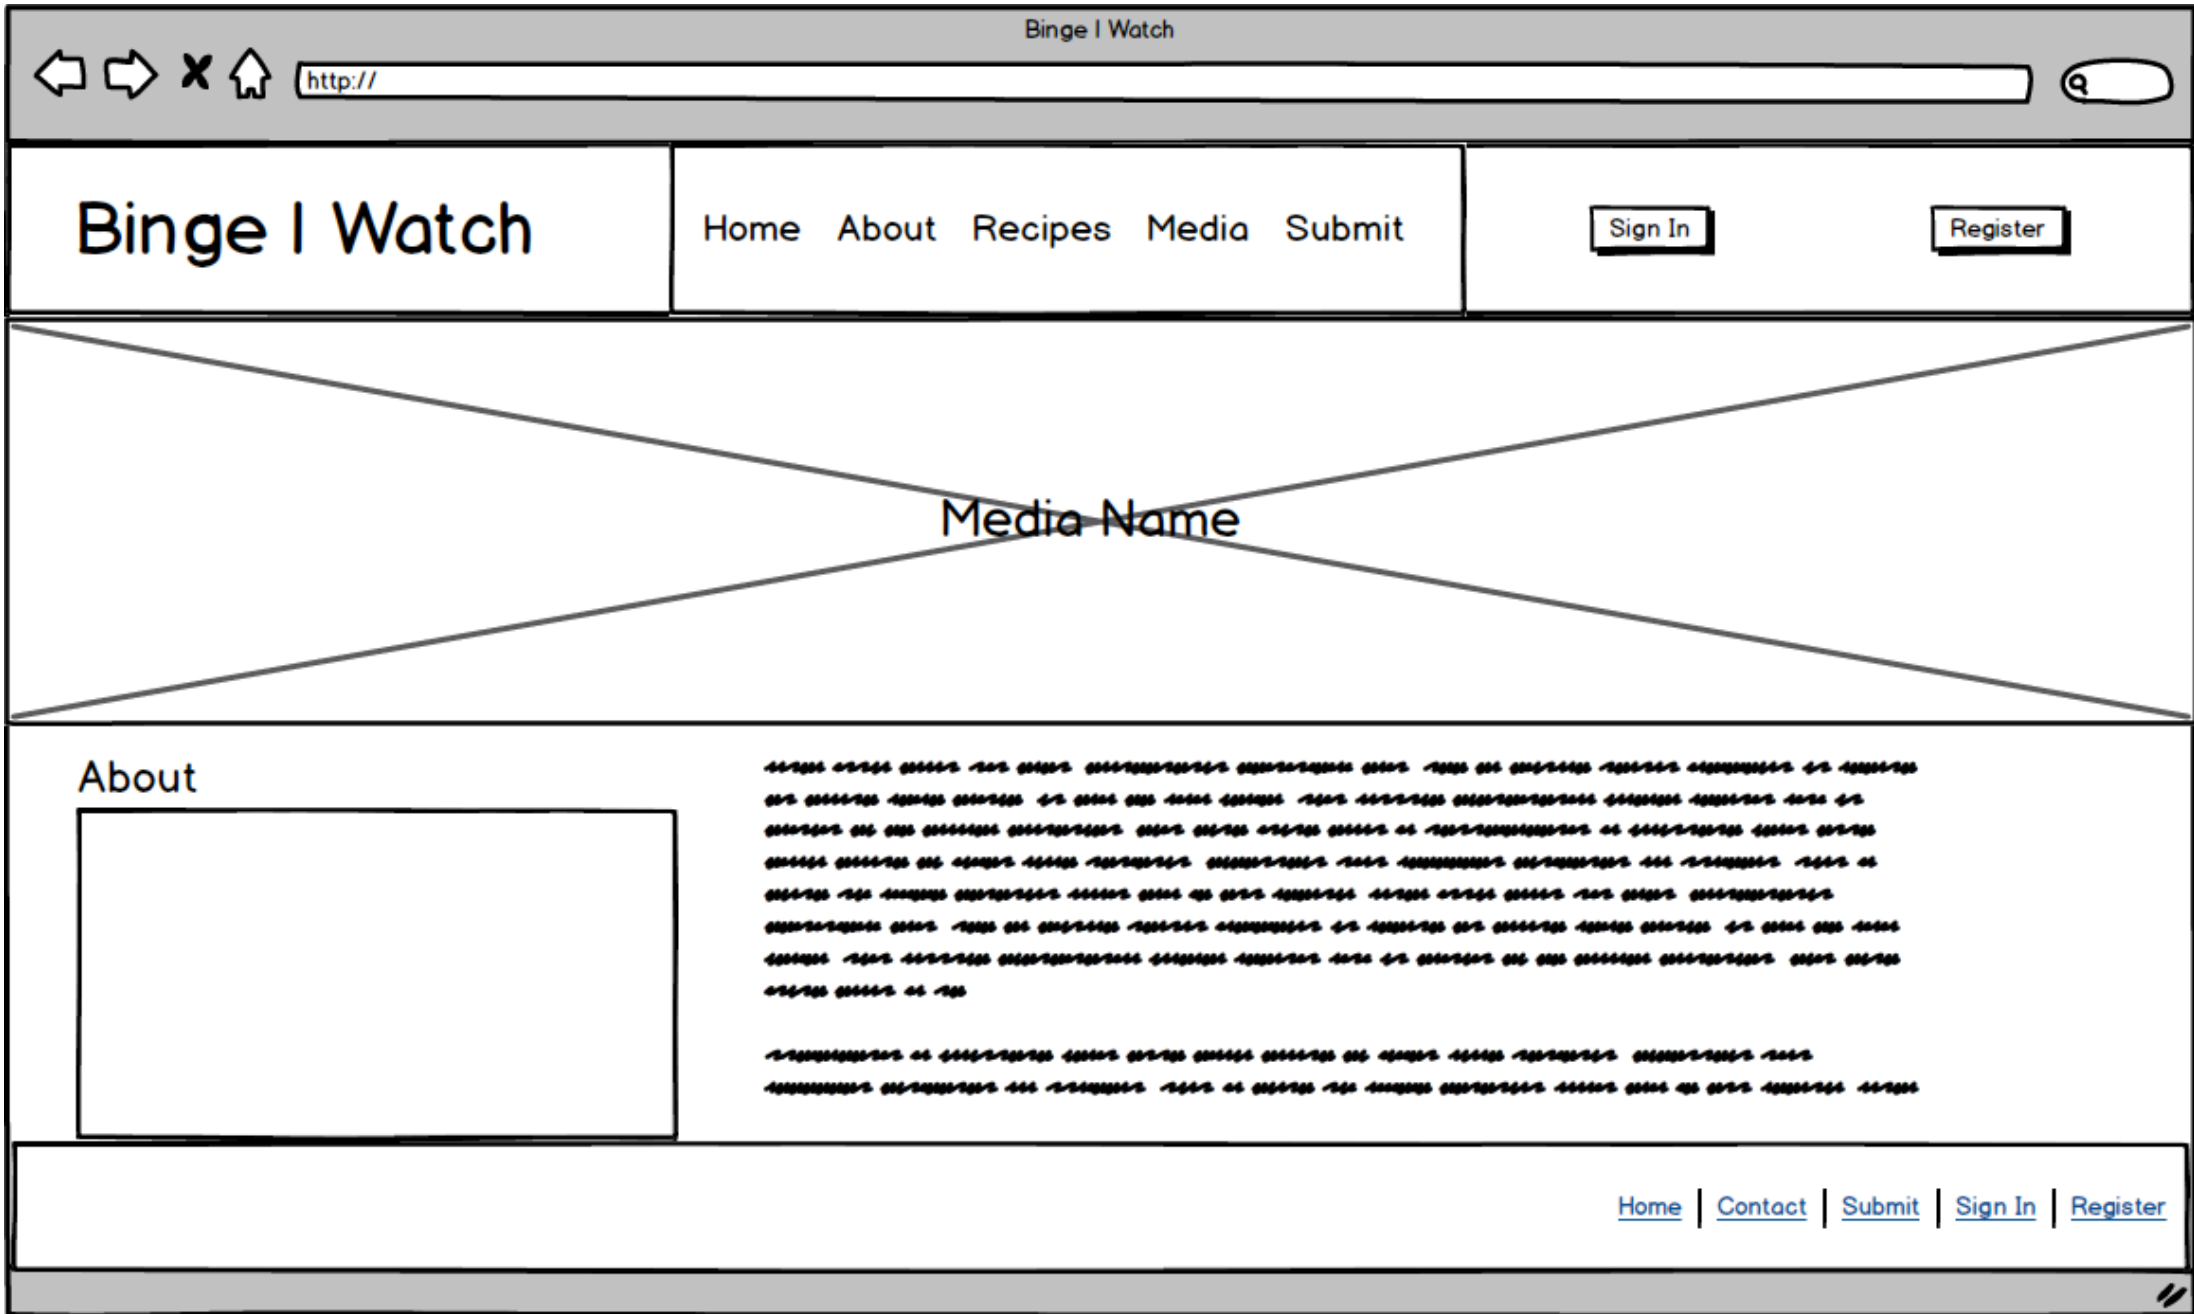 Binge | Watch
http://
Binge | Watch
Home About Recipes Media Submit
Sign In
Register
Media Name
About
Home | Contact | Submit | Sign In | Register